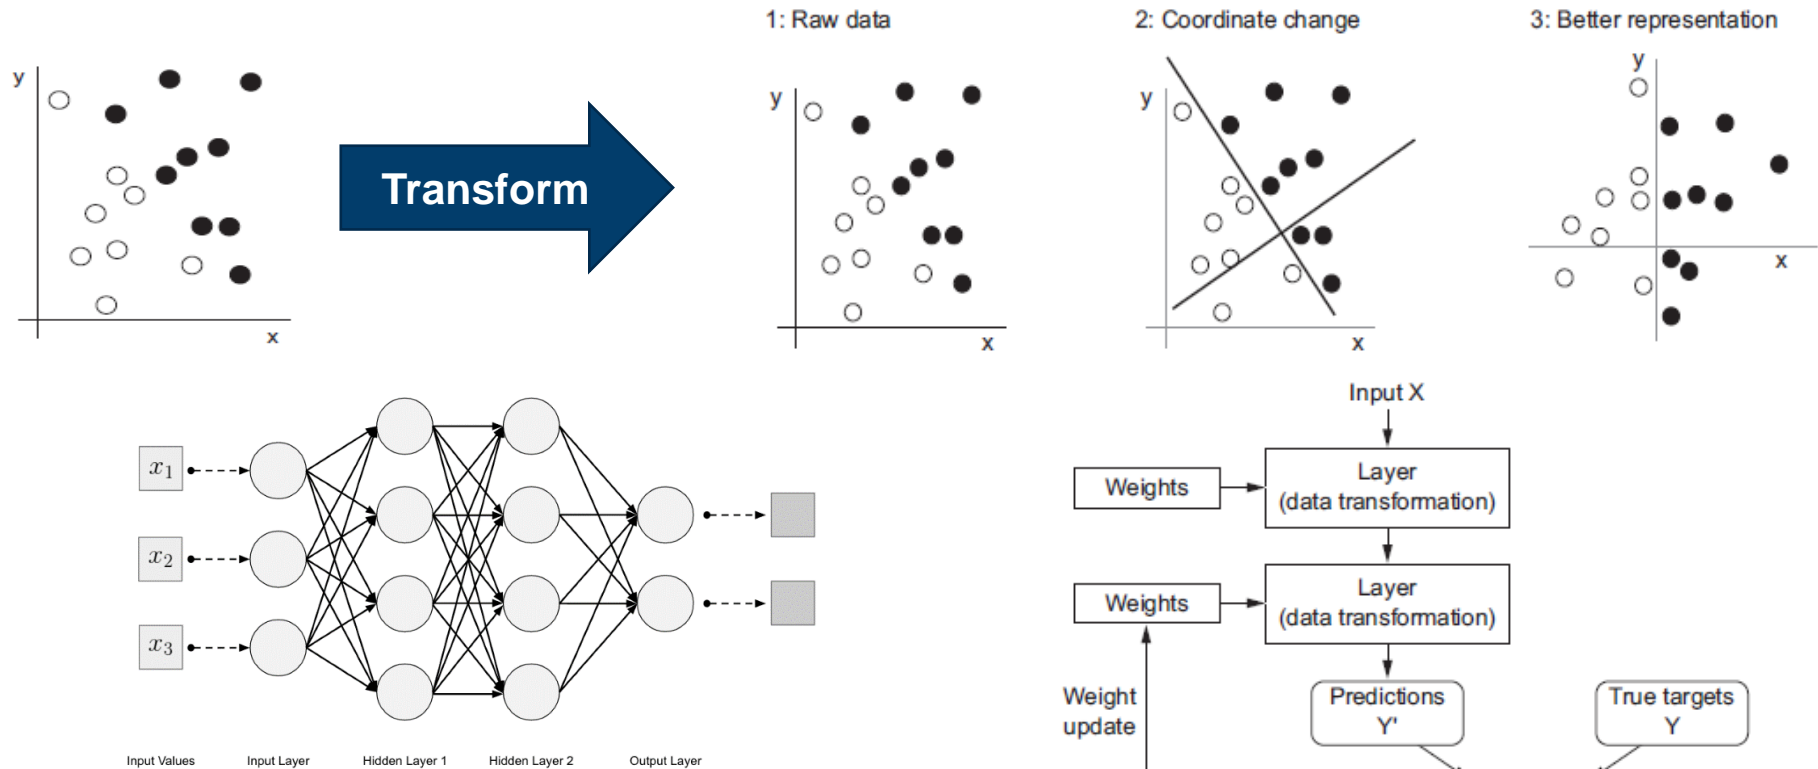 1: Raw data
2: Coordinate change
3: Better representation
y
x
Transform
y
x
y
x
y
x
x1
x2
x3
Input Values
Input Layer
Hidden Layer 1
Hidden Layer 2
Output Layer
Input X
Weights
Layer
(data transformation)
Weights
Layer
(data transformation)
Weight
update
Predictions
Y'
True targets
Y